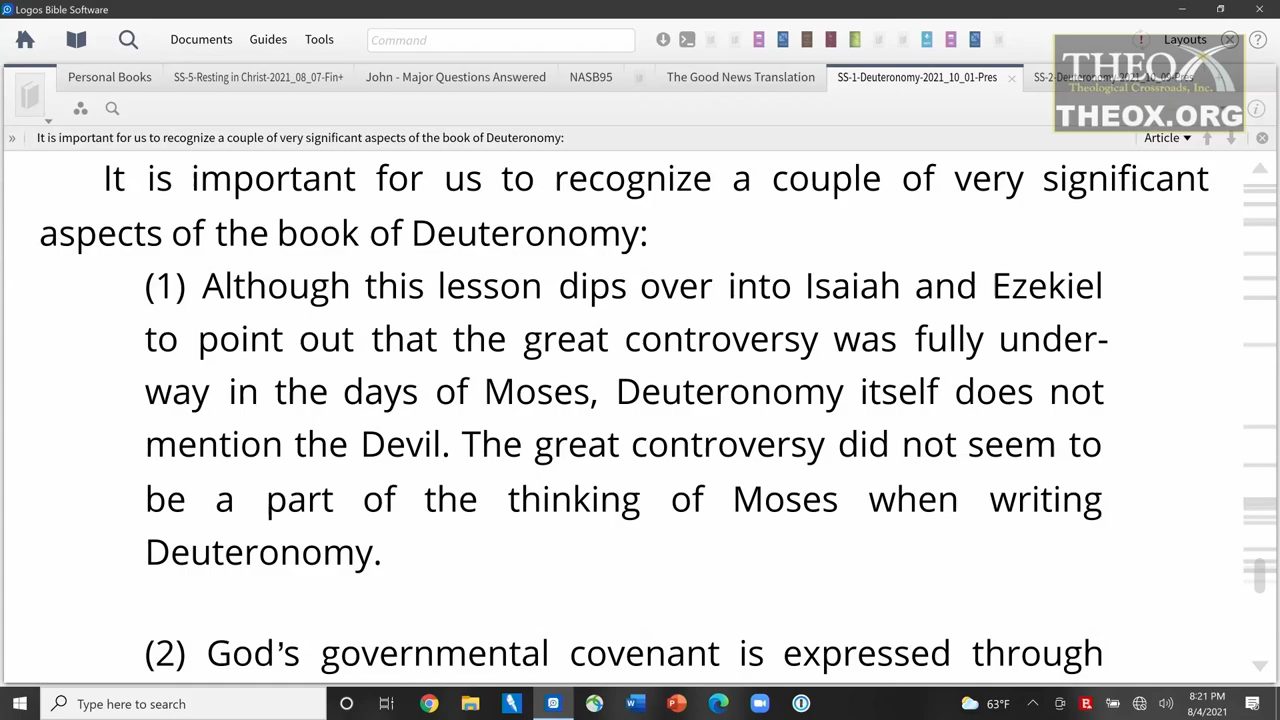 Logos Bible Software
Documents Guides Tools Command Layouts
Personal Books SS-5-Resting in Christ-2021_08_07-Fin+ John - Major Questions Answered NASB95 The Good News Translation SS-1-Deuteronomy-2021_10_01-Pres
THEOX
Theological Crossroads, Inc.
THEOX.ORG
It is important for us to recognize a couple of very significant aspects of the book of Deuteronomy: Article
It is important for us to recognize a couple of very significant
aspects of the book of Deuteronomy:
(1) Although this lesson dips over into Isaiah and Ezekiel
to point out that the great controversy was fully under-
way in the days of Moses, Deuteronomy itself does not
mention the Devil. The great controversy did not seem to
be a part of the thinking of Moses when writing
Deuteronomy.
(2) God's governmental covenant is expressed through
Type here to search 63°F 8:21 PM
8/4/2021